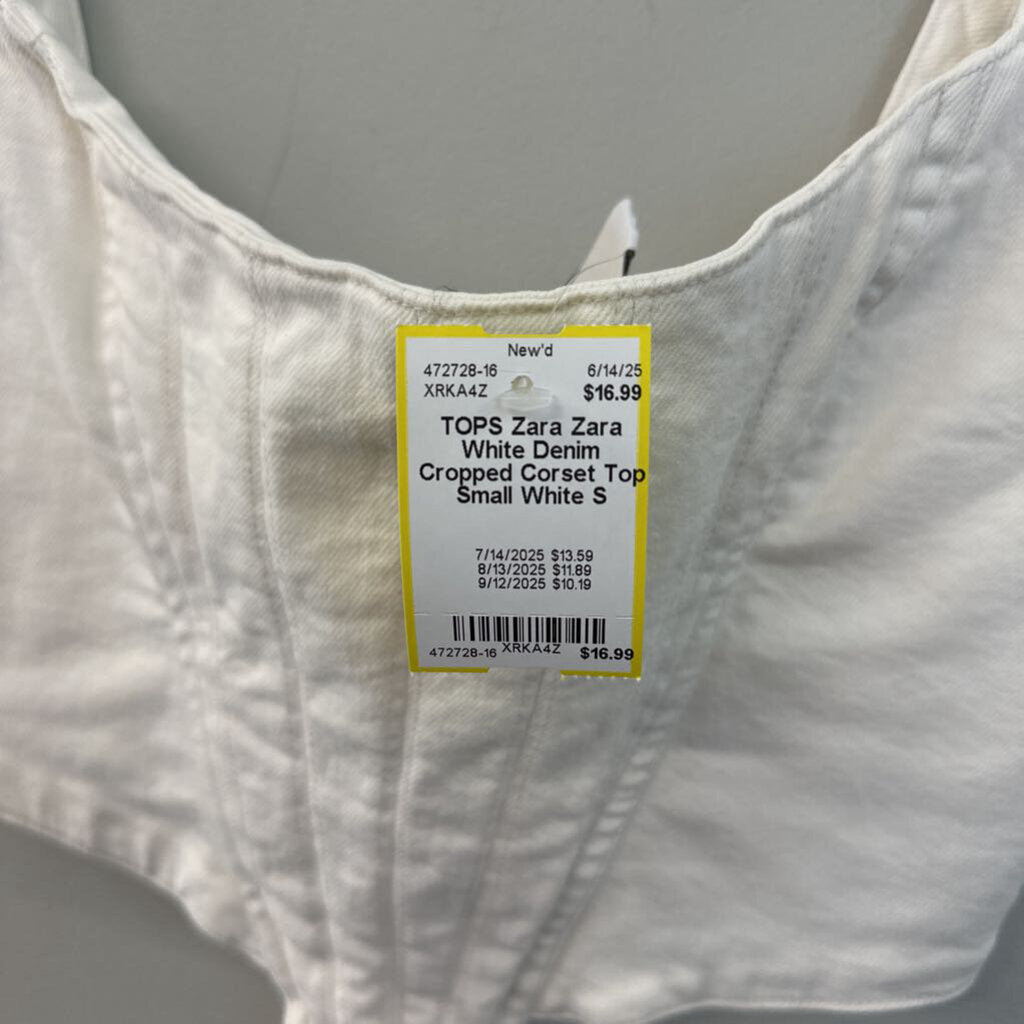 New'd
472728-16 6/14/25
XRKA4Z $16.99
TOPS Zara Zara
White Denim
Cropped Corset Top
Small White S
7/14/2025 $13.59
8/13/2025 $11.89
9/12/2025 $10.19
472728-16 XRKA4Z $16.99